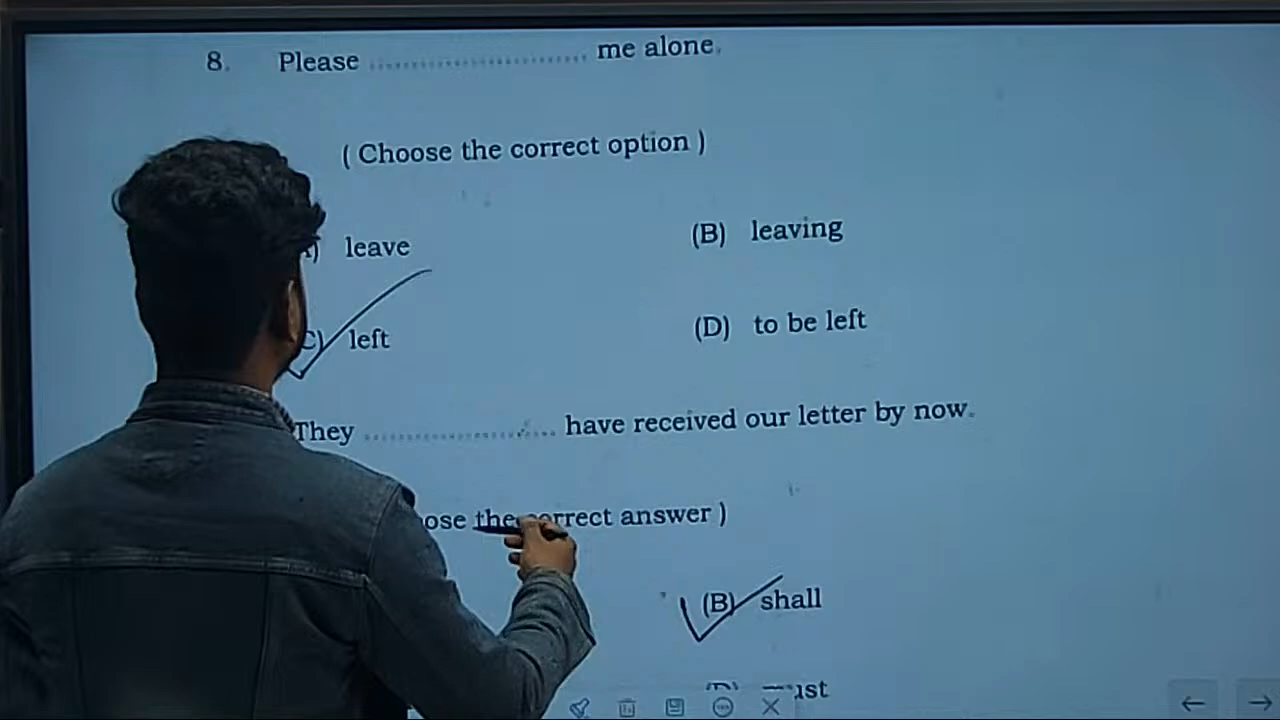 8. Please ........................ me alone.
( Choose the correct option )
leave
(B) leaving
C) left
(D) to be left
They ..................... have received our letter by now.
the correct answer )
(B) shall